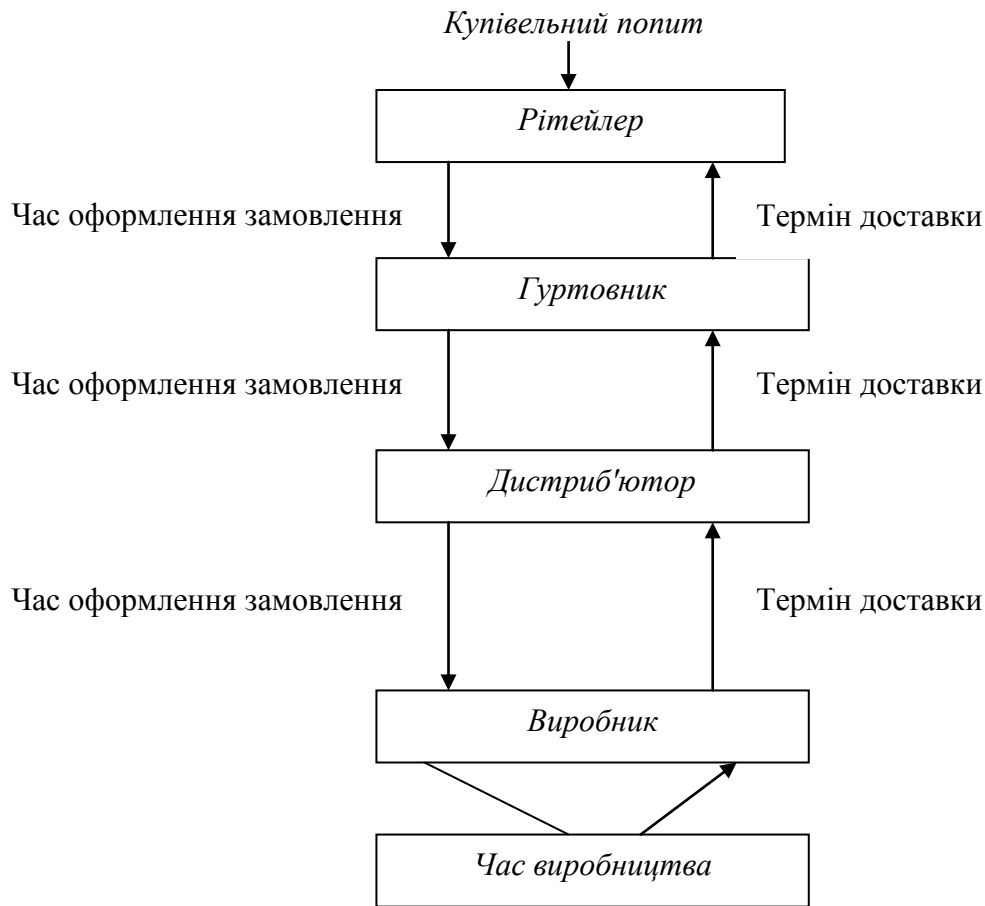 Купівельний попит
Рітейлер
Час оформлення замовлення
Термін доставки
Гуртовник
Час оформлення замовлення
Термін доставки
Дистриб'ютор
Час оформлення замовлення
Термін доставки
Виробник
Час виробництва